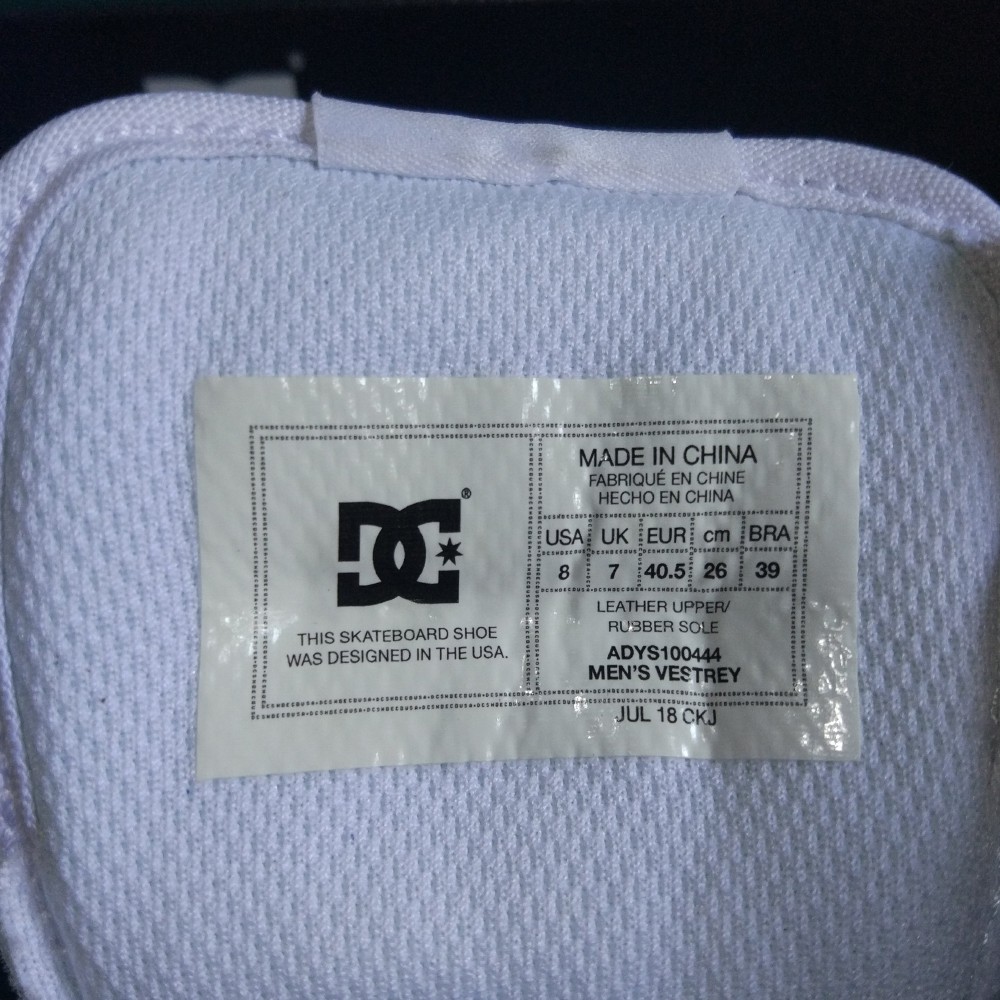 DC®
THIS SKATEBOARD SHOE
WAS DESIGNED IN THE USA.
MADE IN CHINA
FABRIQUÉ EN CHINE
HECHO EN CHINA
USA UK EUR cm BRA
8 7 40.5 26 39
LEATHER UPPER/
RUBBER SOLE
ADYS100444
MEN'S VESTREY
JUL 18 CKJ